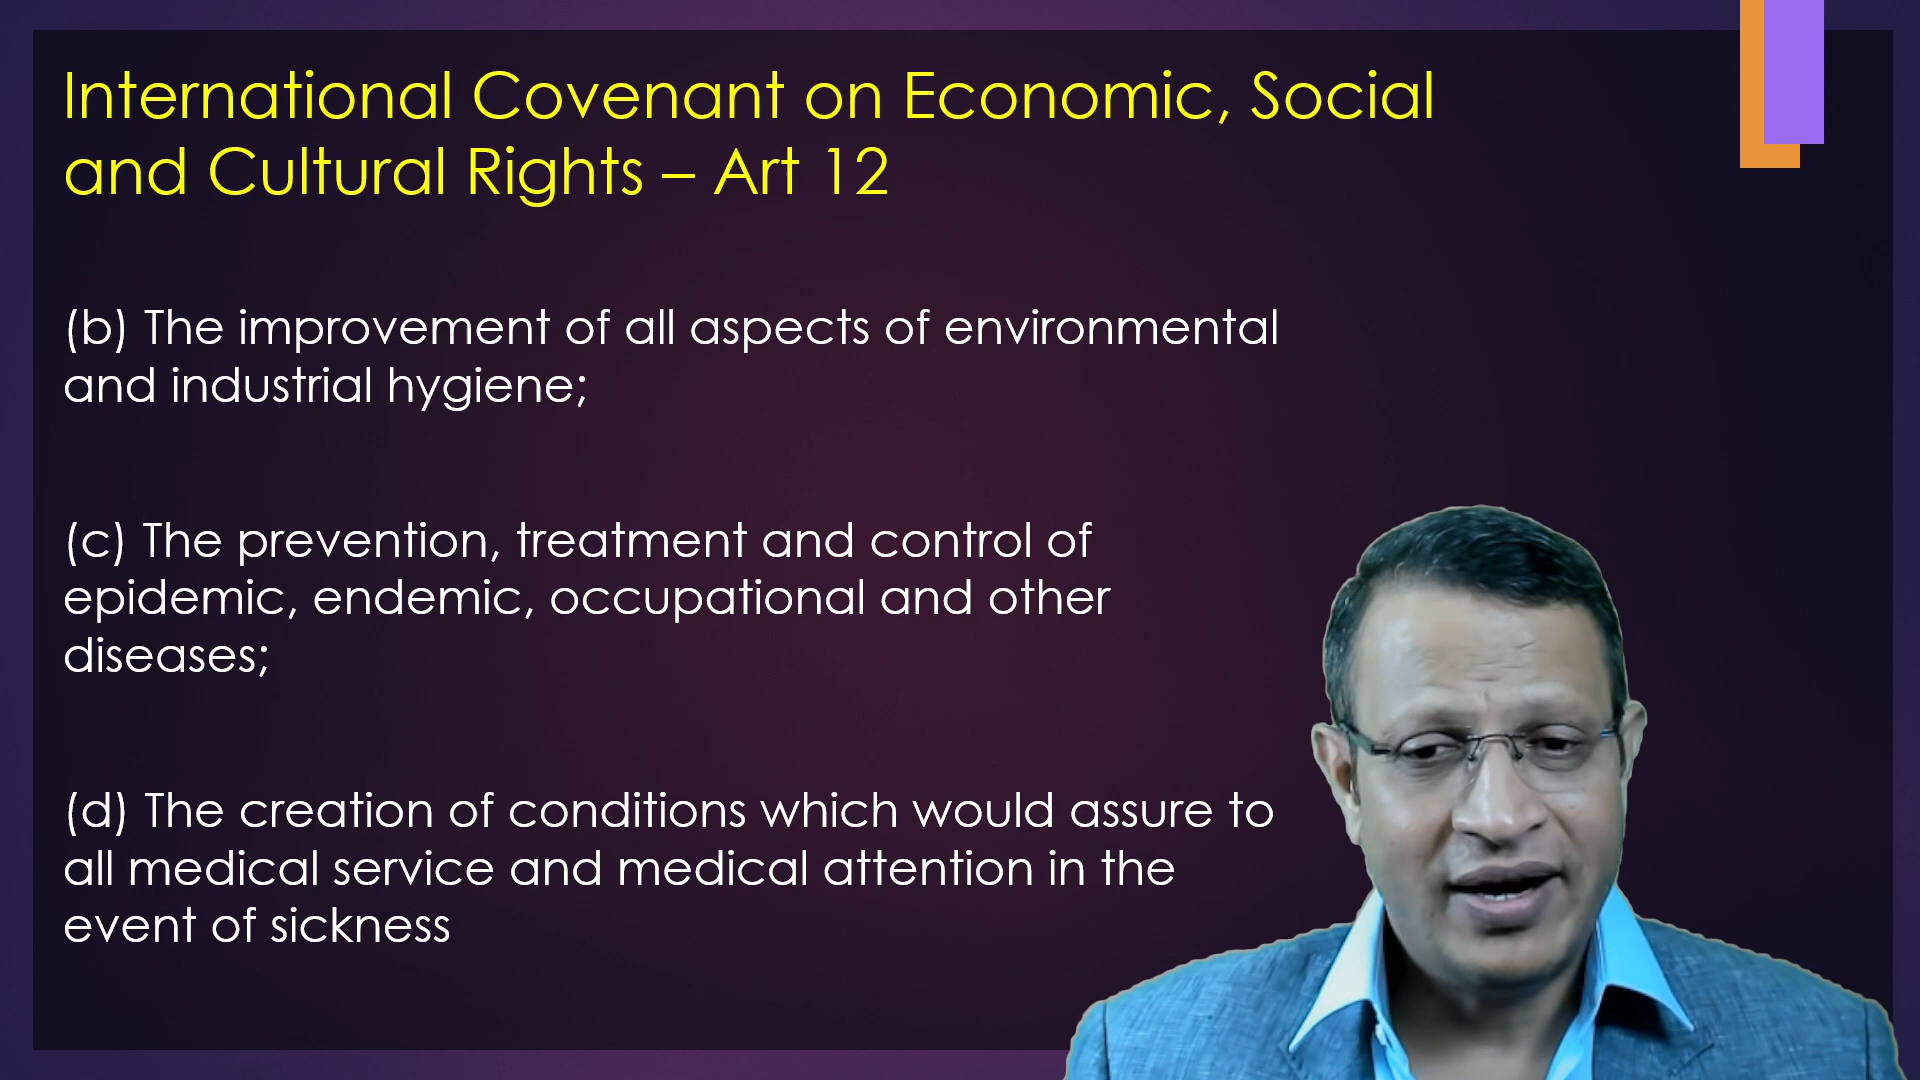 International Covenant on Economic, Social
and Cultural Rights – Art 12
(b) The improvement of all aspects of environmental
and industrial hygiene;
(c) The prevention, treatment and control of
epidemic, endemic, occupational and other
diseases;
(d) The creation of conditions which would assure to
all medical service and medical attention in the
event of sickness